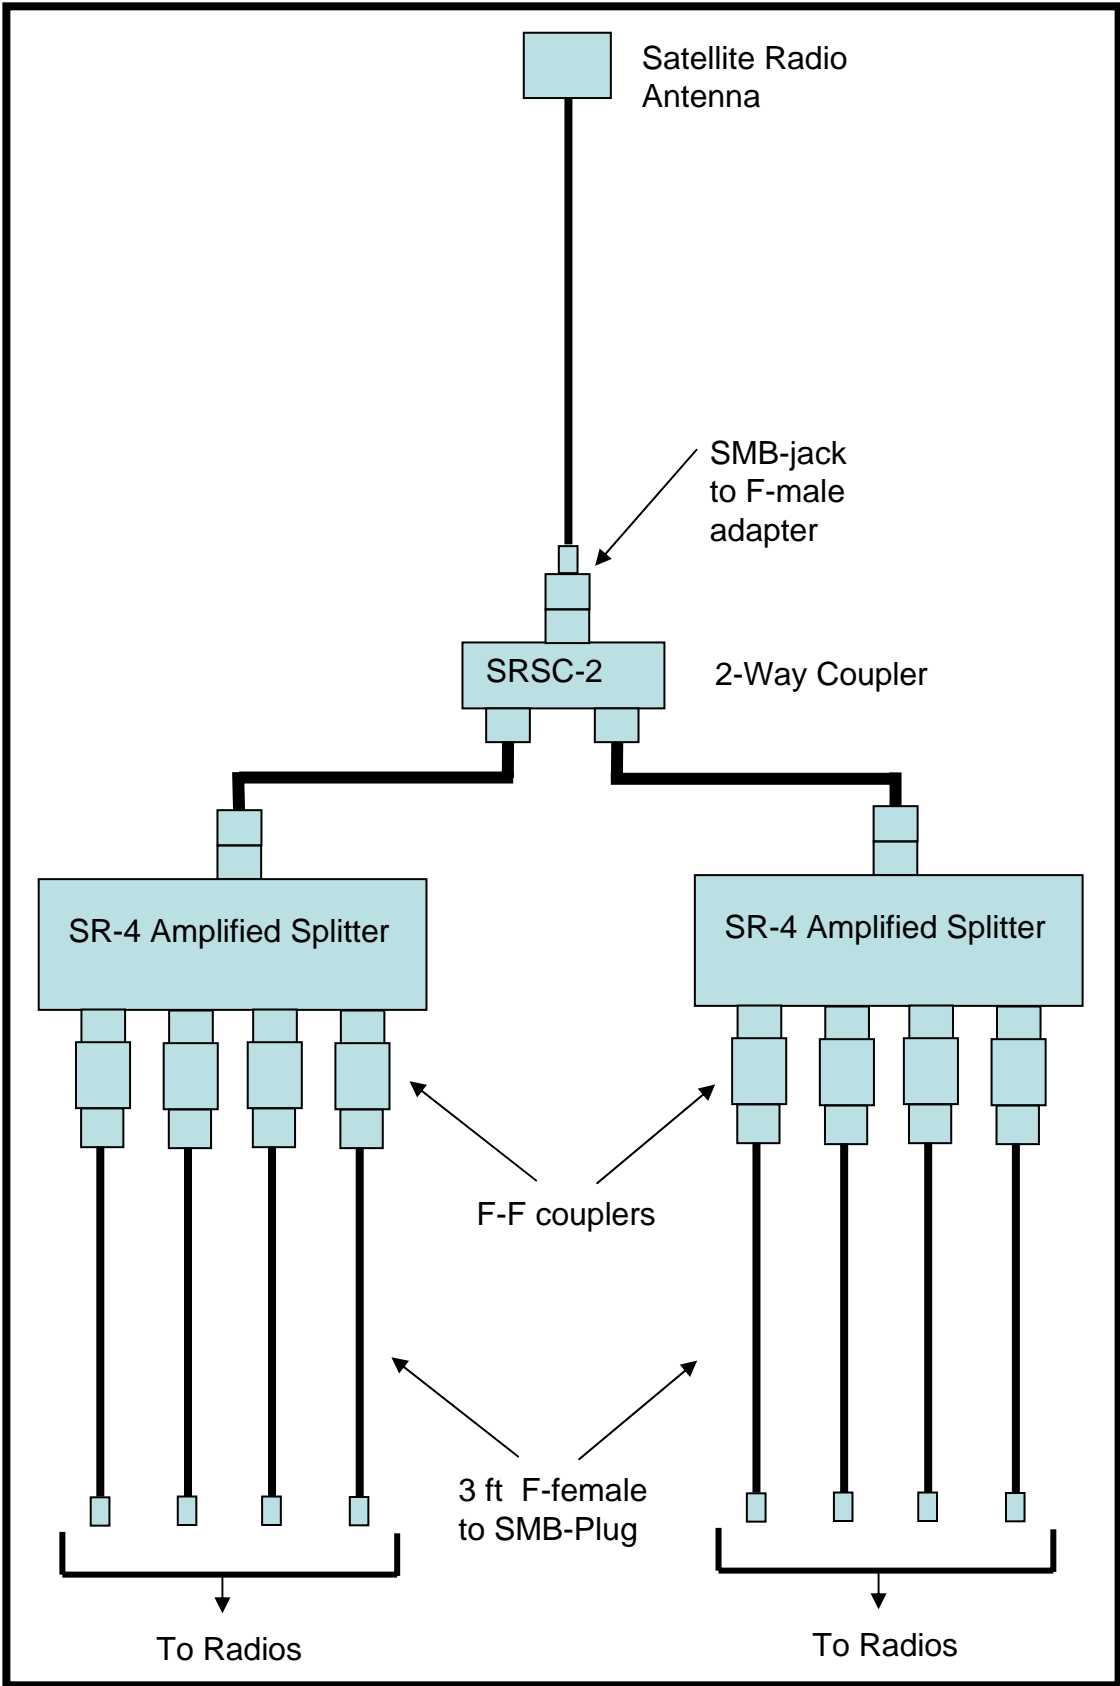 Satellite Radio
Antenna
SMB-jack
to F-male
adapter
SRSC-2
2-Way Coupler
SR-4 Amplified Splitter
SR-4 Amplified Splitter
F-F couplers
3 ft  F-female
to SMB-Plug
To Radios
To Radios